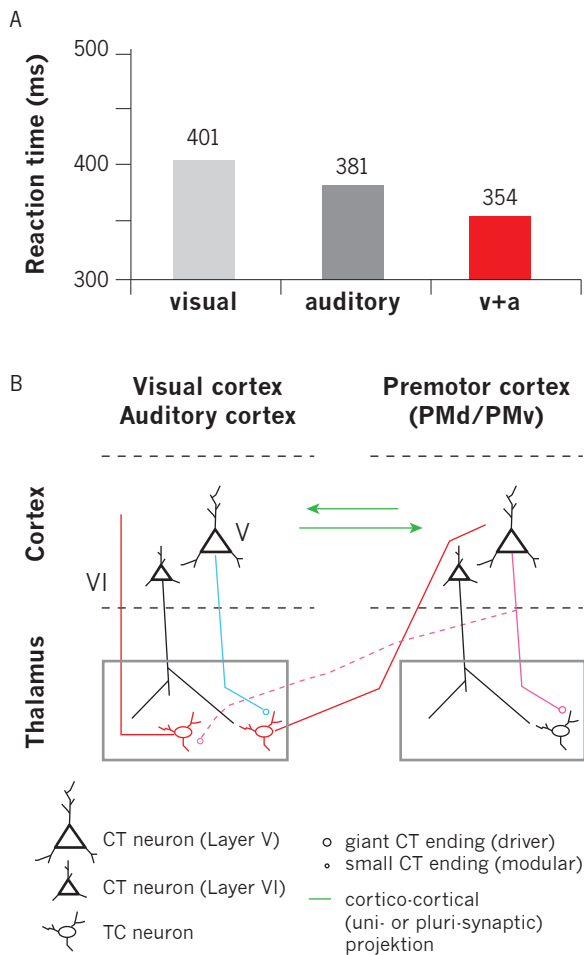 A
Reaction time (ms)
500
400
300
401
381
354
visual
auditory
v+a
B
Visual cortex
Auditory cortex
Premotor cortex
(PMd/PMv)
Cortex
V
VI
Thalamus
CT neuron (Layer V)
CT neuron (Layer VI)
TC neuron
giant CT ending (driver)
small CT ending (modular)
cortico-cortical
(uni- or pluri-synaptic)
projektion